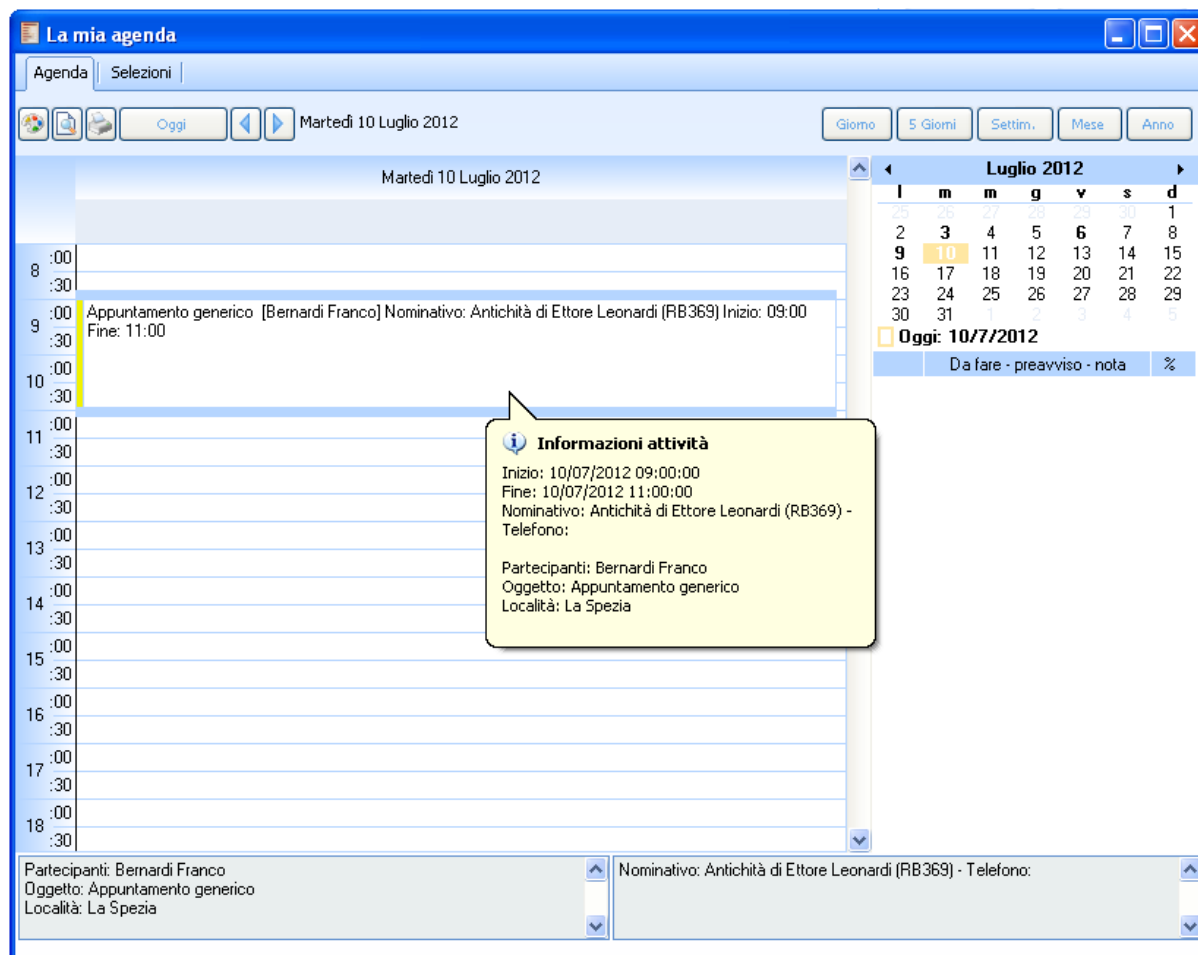 La mia agenda
Agenda Selezioni
Oggi Martedì 10 Luglio 2012 Giorno 5 Giorni Settim. Mese Anno
Martedì 10 Luglio 2012
Luglio 2012
l m m g v s d
25 26 27 28 29 30 1
2 3 4 5 6 7 8
9 10 11 12 13 14 15
16 17 18 19 20 21 22
23 24 25 26 27 28 29
30 31 1 2 3 4 5
Oggi: 10/7/2012
Da fare - preavviso - nota %
8 :00
:30
9 :00
:30
10 :00
:30
11 :00
:30
12 :00
:30
13 :00
:30
14 :00
:30
15 :00
:30
16 :00
:30
17 :00
:30
18 :00
:30
Appuntamento generico [Bernardi Franco] Nominativo: Antichità di Ettore Leonardi (RB369) Inizio: 09:00
Fine: 11:00
Informazioni attività
Inizio: 10/07/2012 09:00:00
Fine: 10/07/2012 11:00:00
Nominativo: Antichità di Ettore Leonardi (RB369) -
Telefono:
Partecipanti: Bernardi Franco
Oggetto: Appuntamento generico
Località: La Spezia
Partecipanti: Bernardi Franco
Oggetto: Appuntamento generico
Località: La Spezia
Nominativo: Antichità di Ettore Leonardi (RB369) - Telefono: